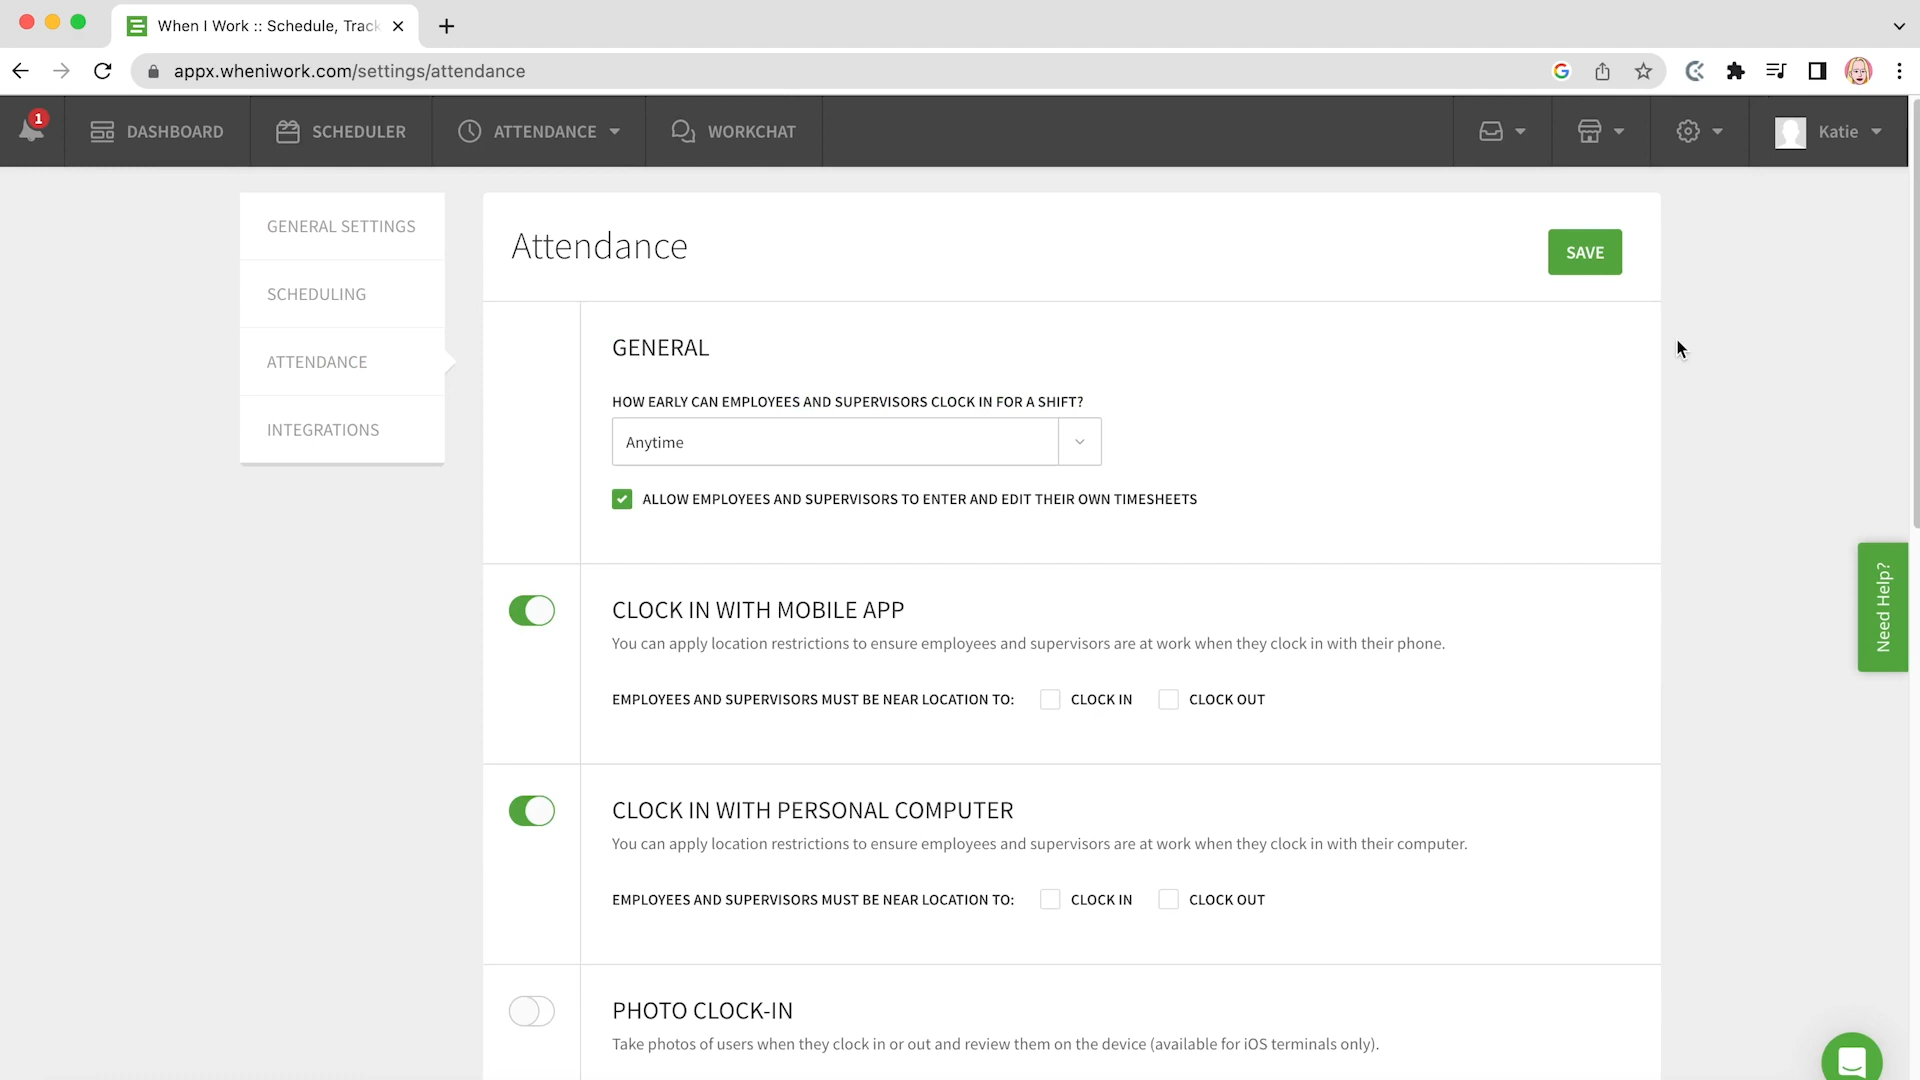 When I Work :: Schedule, Track
appx.wheniwork.com/settings/attendance
1
DASHBOARD
SCHEDULER
ATTENDANCE
WORKCHAT
Katie
GENERAL SETTINGS
SCHEDULING
ATTENDANCE
INTEGRATIONS
Attendance
SAVE
GENERAL
HOW EARLY CAN EMPLOYEES AND SUPERVISORS CLOCK IN FOR A SHIFT?
Anytime
ALLOW EMPLOYEES AND SUPERVISORS TO ENTER AND EDIT THEIR OWN TIMESHEETS
CLOCK IN WITH MOBILE APP
You can apply location restrictions to ensure employees and supervisors are at work when they clock in with their phone.
EMPLOYEES AND SUPERVISORS MUST BE NEAR LOCATION TO: CLOCK IN CLOCK OUT
CLOCK IN WITH PERSONAL COMPUTER
You can apply location restrictions to ensure employees and supervisors are at work when they clock in with their computer.
EMPLOYEES AND SUPERVISORS MUST BE NEAR LOCATION TO: CLOCK IN CLOCK OUT
PHOTO CLOCK-IN
Take photos of users when they clock in or out and review them on the device (available for iOS terminals only).
Need Help?